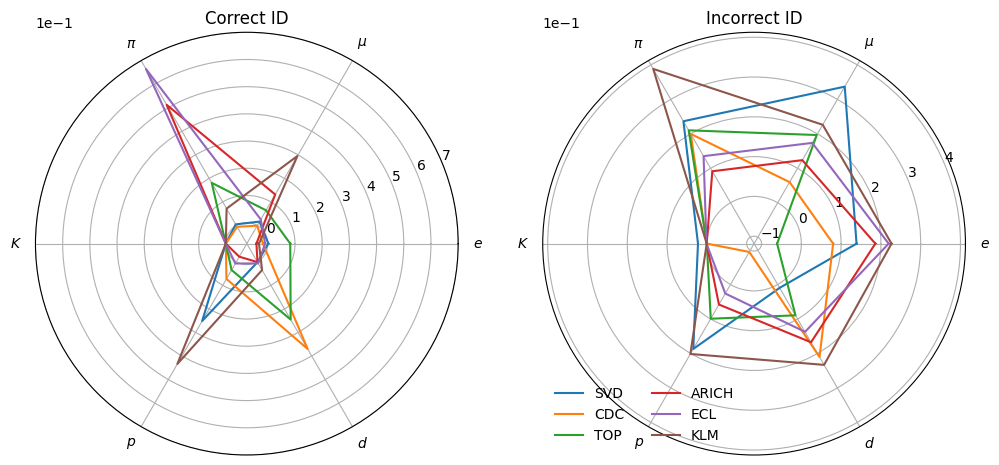 Correct ID
1e−1
π
μ
7
6
5
4
3
2
1
0
K
e
p
d
Incorrect ID
1e−1
π
μ
4
3
2
1
0
−1
K
e
SVD
CDC
TOP
ARICH
ECL
KLM
p
d